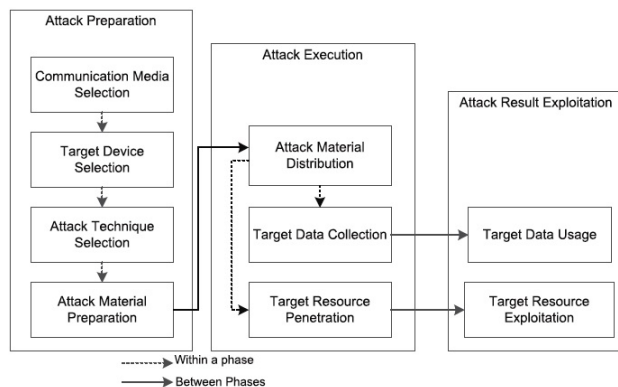 Attack Preparation
Communication Media
Selection
Target Device
Selection
Attack Technique
Selection
Attack Material
Preparation
Attack Execution
Attack Material
Distribution
Target Data Collection
Target Resource
Penetration
Attack Result Exploitation
Target Data Usage
Target Resource
Exploitation
Within a phase
Between Phases